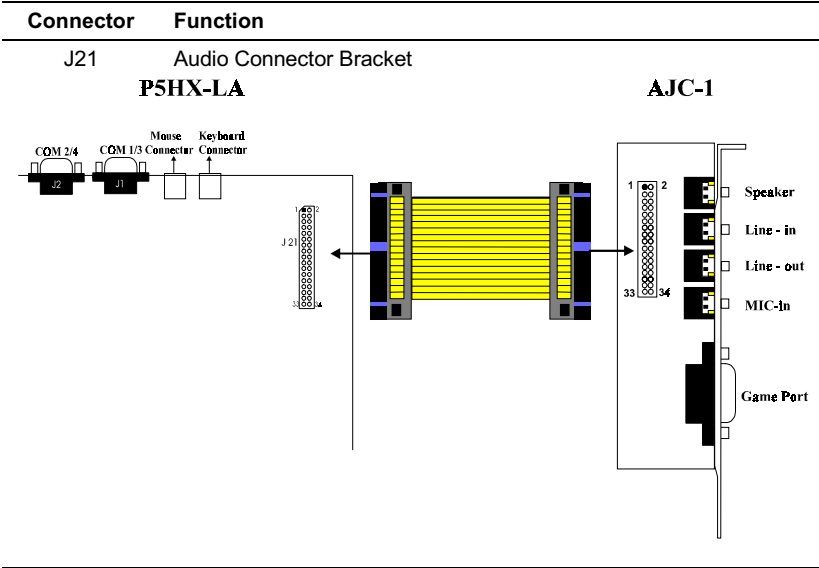 Connector Function
J21 Audio Connector Bracket
P5HX-LA
AJC-1
COM 2/4
COM 1/3
Mouse
Connector
Keyboard
Connector
J2
J1
1 2
J 21
33 34
1 2
33 34
Speaker
Line - in
Line - out
MIC-in
Game Port